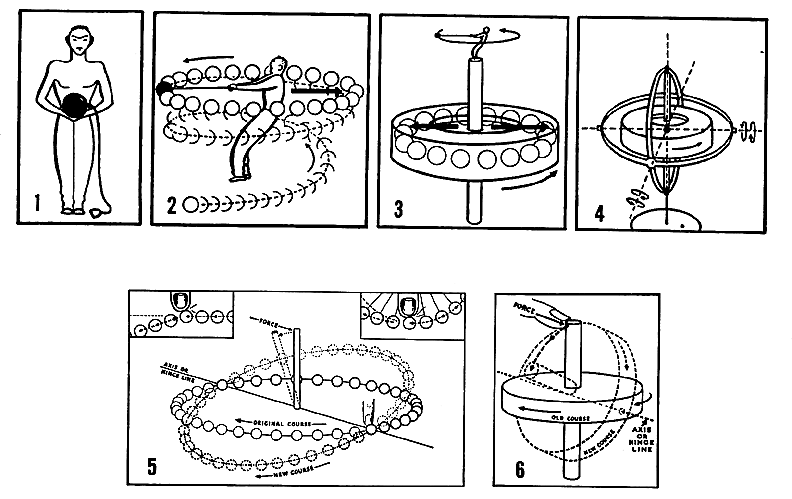 1
2
3
4
FORCE
AXIS OR
HINGE LINE
ORIGINAL COURSE
NEW COURSE
5
FORCE
OLD COURSE
NEW COURSE
AXIS
OR
HINGE
LINE
6